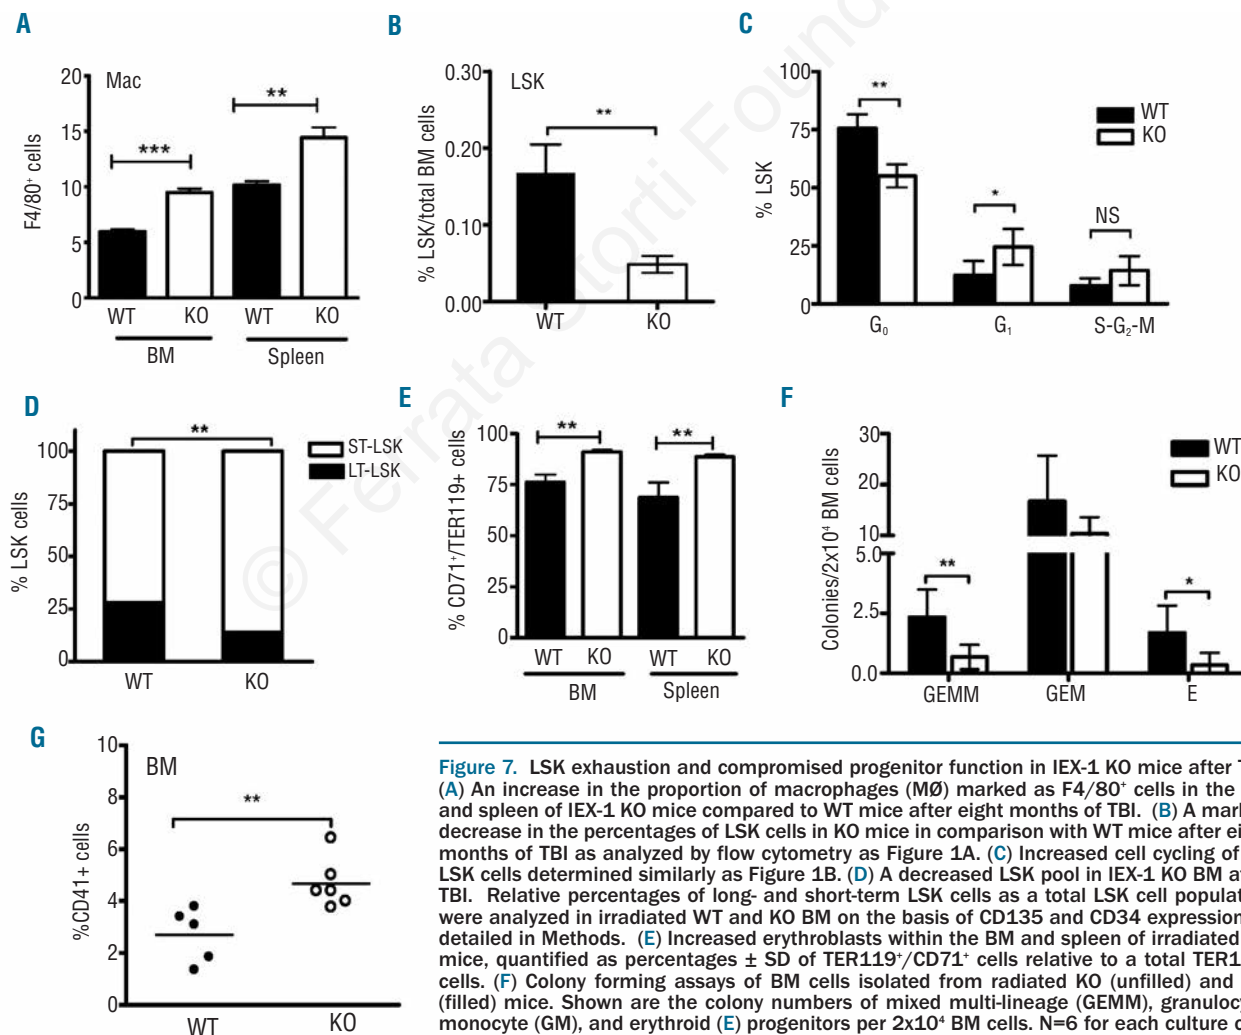 A
Mac
F4/80+ cells
20
15
10
5
0
***
**
WT
KO
WT
KO
BM
Spleen
B
LSK
% LSK/total BM cells
0.30
0.20
0.10
0.00
**
WT
KO
C
% LSK
100
75
50
25
0
**
*
NS
WT
KO
G0
G1
S-G2-M
D
% LSK cells
100
75
50
25
0
**
ST-LSK
LT-LSK
WT
KO
E
% CD71+/TER119+ cells
100
75
50
25
0
**
**
WT
KO
WT
KO
BM
Spleen
F
Colonies/2x10⁴ BM cells
30
20
10
5.0
2.5
0.0
**
*
WT
KO
GEMM
GEM
E
G
BM
%CD41+ cells
10
8
6
4
2
0
**
WT
KO
Figure 7. LSK exhaustion and compromised progenitor function in IEX-1 KO mice after
(A) An increase in the proportion of macrophages (MØ) marked as F4/80+ cells in the
and spleen of IEX-1 KO mice compared to WT mice after eight months of TBI. (B) A mar
decrease in the percentages of LSK cells in KO mice in comparison with WT mice after ei
months of TBI as analyzed by flow cytometry as Figure 1A. (C) Increased cell cycling of
LSK cells determined similarly as Figure 1B. (D) A decreased LSK pool in IEX-1 KO BM a
TBI. Relative percentages of long- and short-term LSK cells as a total LSK cell populat
were analyzed in irradiated WT and KO BM on the basis of CD135 and CD34 expression
detailed in Methods. (E) Increased erythroblasts within the BM and spleen of irradiated
mice, quantified as percentages ± SD of TER119+/CD71+ cells relative to a total TER1
cells. (F) Colony forming assays of BM cells isolated from radiated KO (unfilled) and
(filled) mice. Shown are the colony numbers of mixed multi-lineage (GEMM), granulocy
monocyte (GM), and erythroid (E) progenitors per 2x10⁴ BM cells. N=6 for each culture
© Ferrata Storti Found